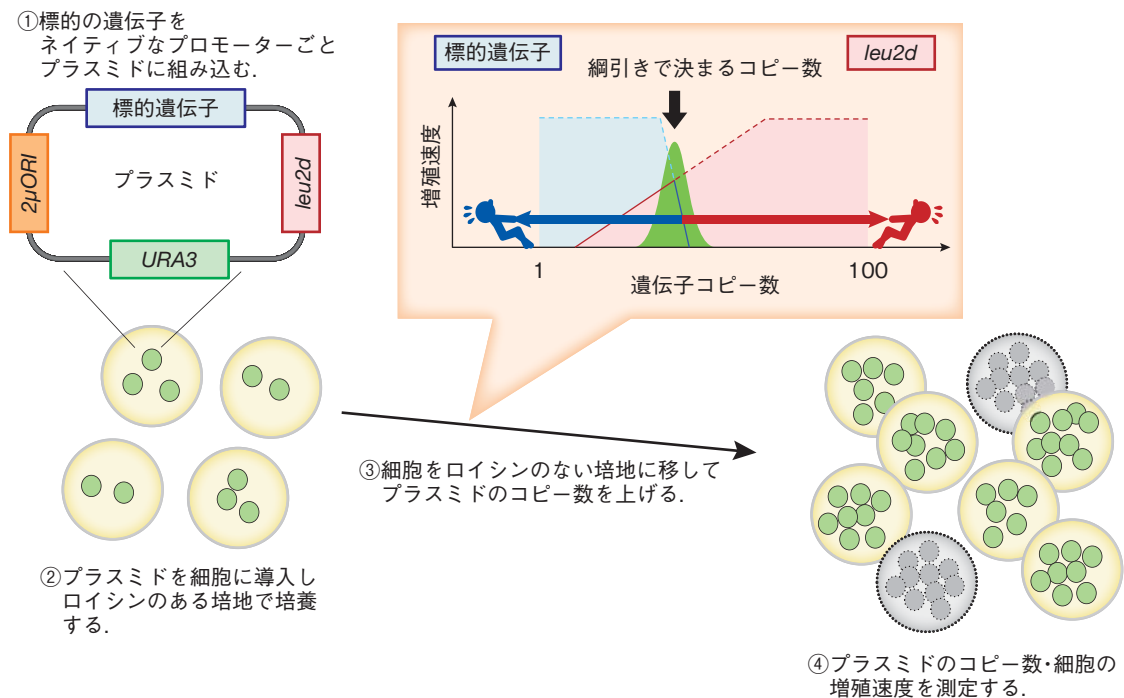 ①標的の遺伝子を
ネイティブなプロモーターごと
プラスミドに組み込む.
標的遺伝子
2μORI
プラスミド
leu2d
URA3
標的遺伝子
leu2d
綱引きで決まるコピー数
増殖速度
1
100
遺伝子コピー数
②プラスミドを細胞に導入し
ロイシンのある培地で培養
する.
③細胞をロイシンのない培地に移して
プラスミドのコピー数を上げる.
④プラスミドのコピー数・細胞の
増殖速度を測定する.